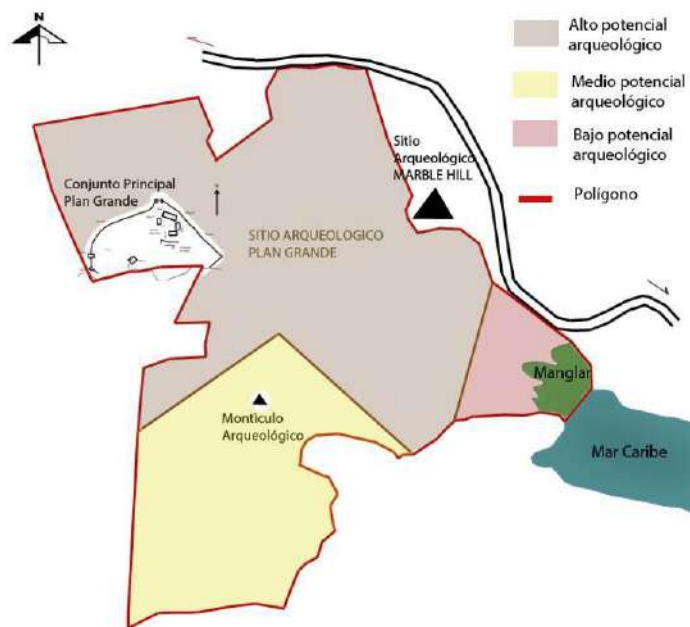 N
Alto potencial
arqueológico
Medio potencial
arqueológico
Bajo potencial
arqueológico
Polígono
Sitio
Arqueológico
MARBLE HILL
Conjunto Principal
Plan Grande
SITIO ARQUEOLOGICO
PLAN GRANDE
Montículo
Arqueológico
Manglar
Mar Caribe